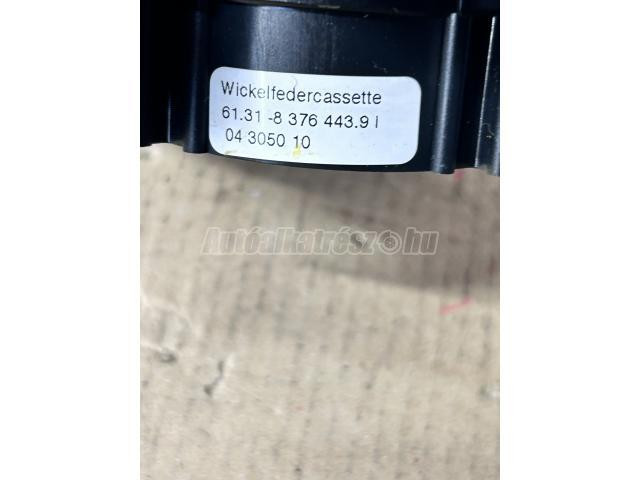 Wickelfedercassette
61.31 -8 376 443.9 I
04 3050 10
Autóalkatrész.hu